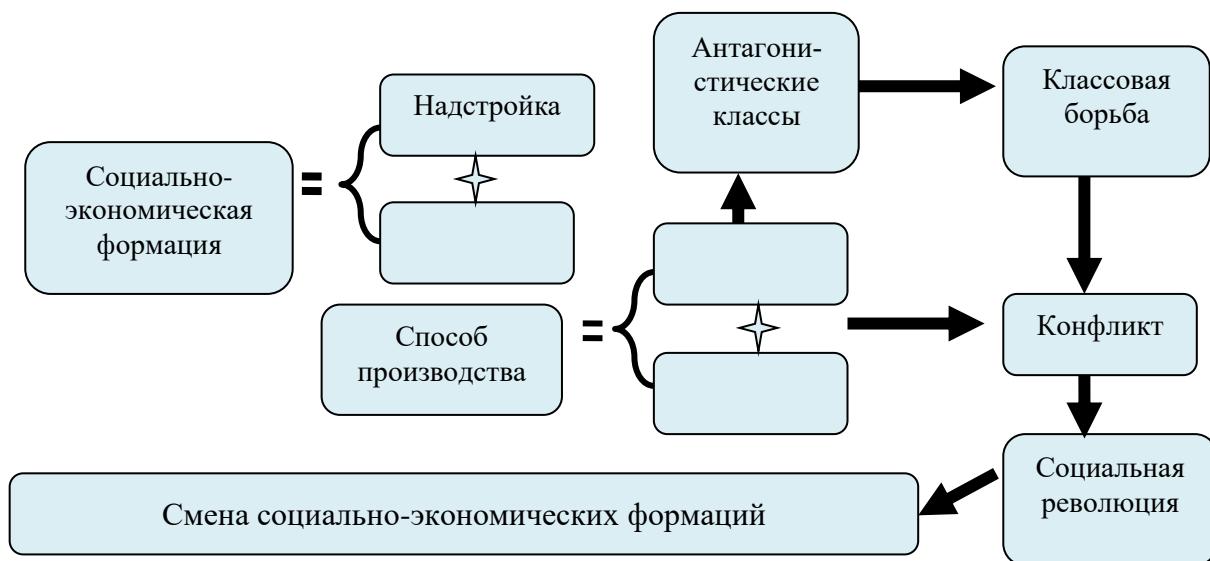 Антагони-
стические
классы
Классовая
борьба
Надстройка
Социально-
экономическая
формация
=
Способ
производства
=
Конфликт
Социальная
революция
Смена социально-экономических формаций